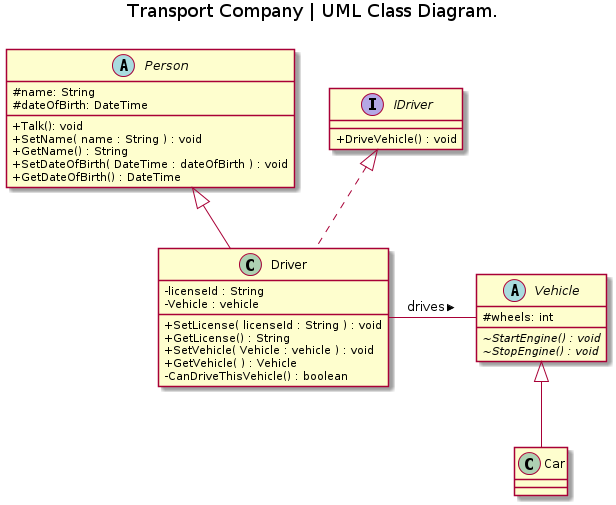 Transport Company | UML Class Diagram.
A Person
#name: String
#dateOfBirth: DateTime
+Talk(): void
+SetName( name : String ) : void
+GetName() : String
+SetDateOfBirth( DateTime : dateOfBirth ) : void
+GetDateOfBirth() : DateTime
I IDriver
+DriveVehicle() : void
C Driver
-licenseId : String
-Vehicle : vehicle
+SetLicense( licenseId : String ) : void
+GetLicense() : String
+SetVehicle( Vehicle : vehicle ) : void
+GetVehicle( ) : Vehicle
-CanDriveThisVehicle() : boolean
drives
A Vehicle
#wheels: int
~StartEngine() : void
~StopEngine() : void
C Car